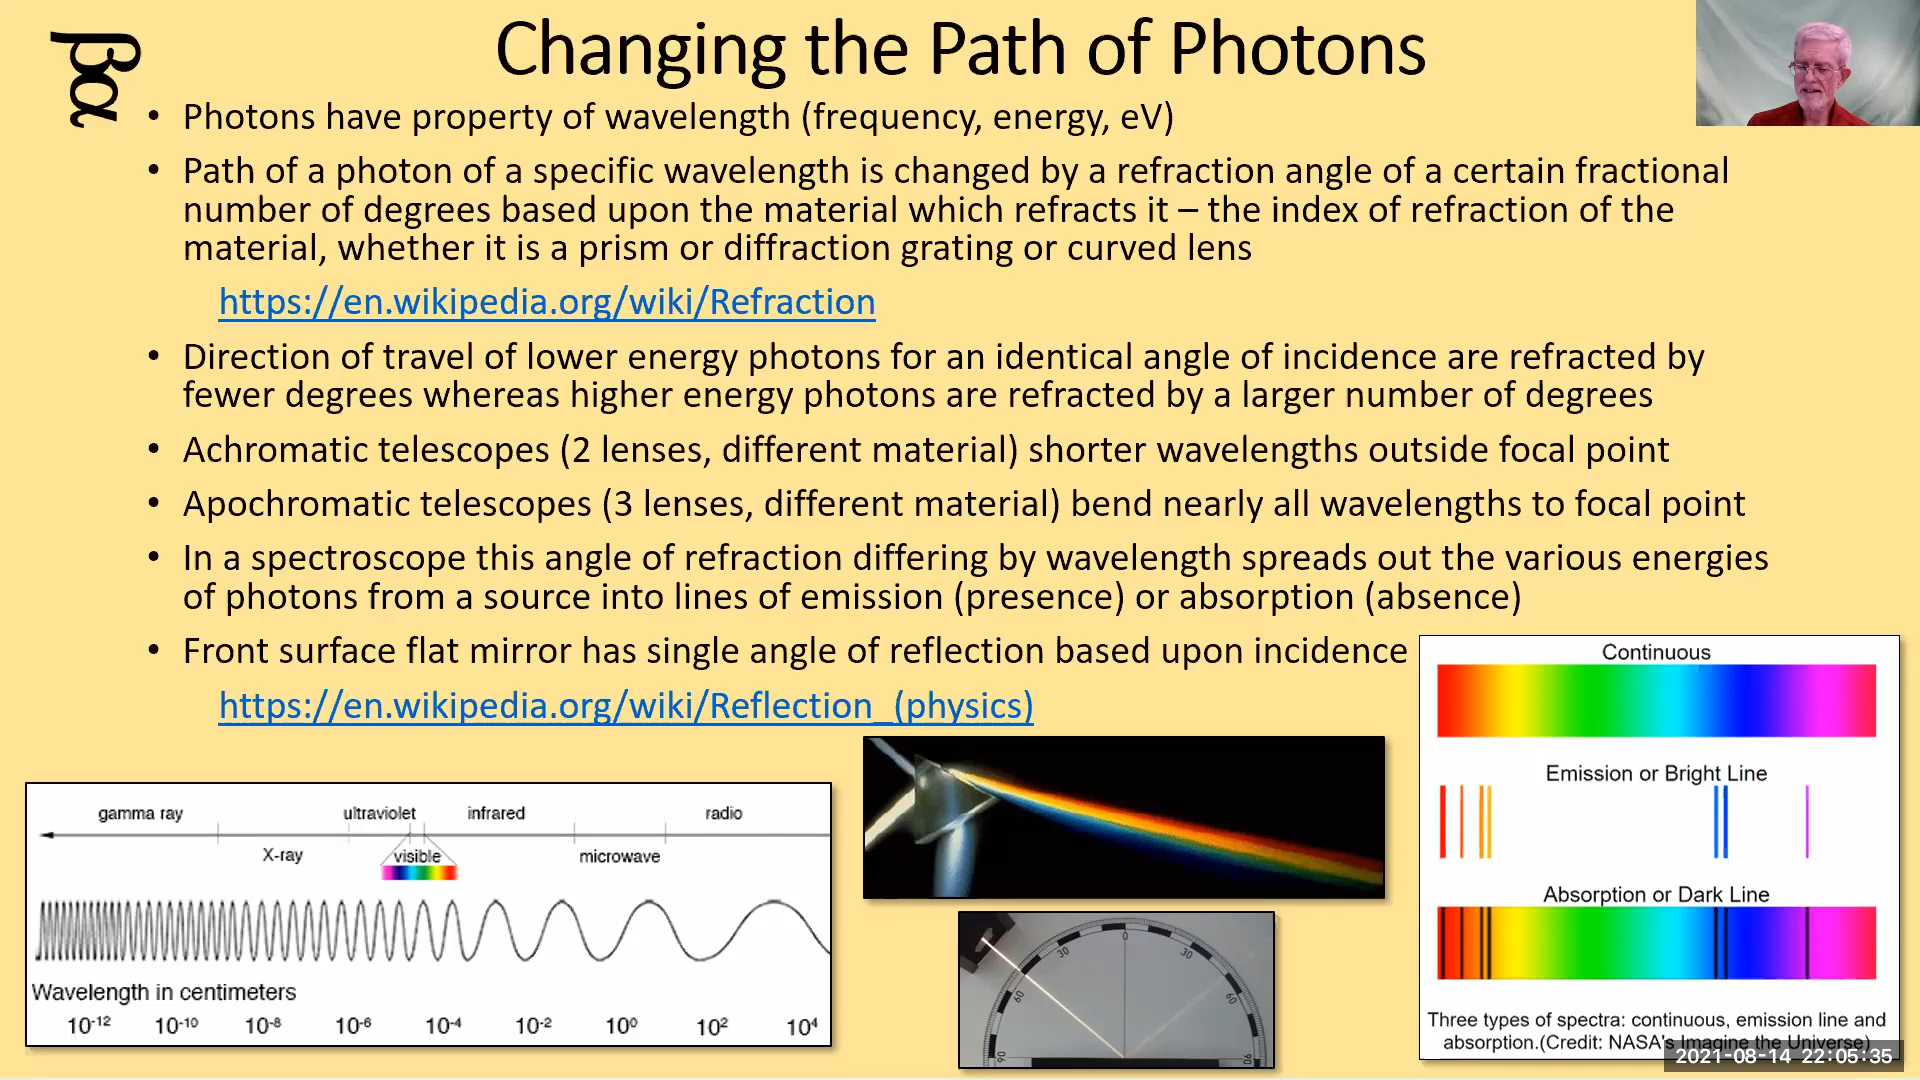 βα
Changing the Path of Photons
• Photons have property of wavelength (frequency, energy, eV)
• Path of a photon of a specific wavelength is changed by a refraction angle of a certain fractional
number of degrees based upon the material which refracts it – the index of refraction of the
material, whether it is a prism or diffraction grating or curved lens
https://en.wikipedia.org/wiki/Refraction
• Direction of travel of lower energy photons for an identical angle of incidence are refracted by
fewer degrees whereas higher energy photons are refracted by a larger number of degrees
• Achromatic telescopes (2 lenses, different material) shorter wavelengths outside focal point
• Apochromatic telescopes (3 lenses, different material) bend nearly all wavelengths to focal point
• In a spectroscope this angle of refraction differing by wavelength spreads out the various energies
of photons from a source into lines of emission (presence) or absorption (absence)
• Front surface flat mirror has single angle of reflection based upon incidence
https://en.wikipedia.org/wiki/Reflection_(physics)
gamma ray ultraviolet infrared radio
X-ray visible microwave
Wavelength in centimeters
10⁻¹² 10⁻¹⁰ 10⁻⁸ 10⁻⁶ 10⁻⁴ 10⁻² 10⁰ 10² 10⁴
0
30 30
60 60
90 90
Continuous
Emission or Bright Line
Absorption or Dark Line
Three types of spectra: continuous, emission line and
absorption.(Credit: NASA's Imagine the Universe)
2021-08-14 22:05:35